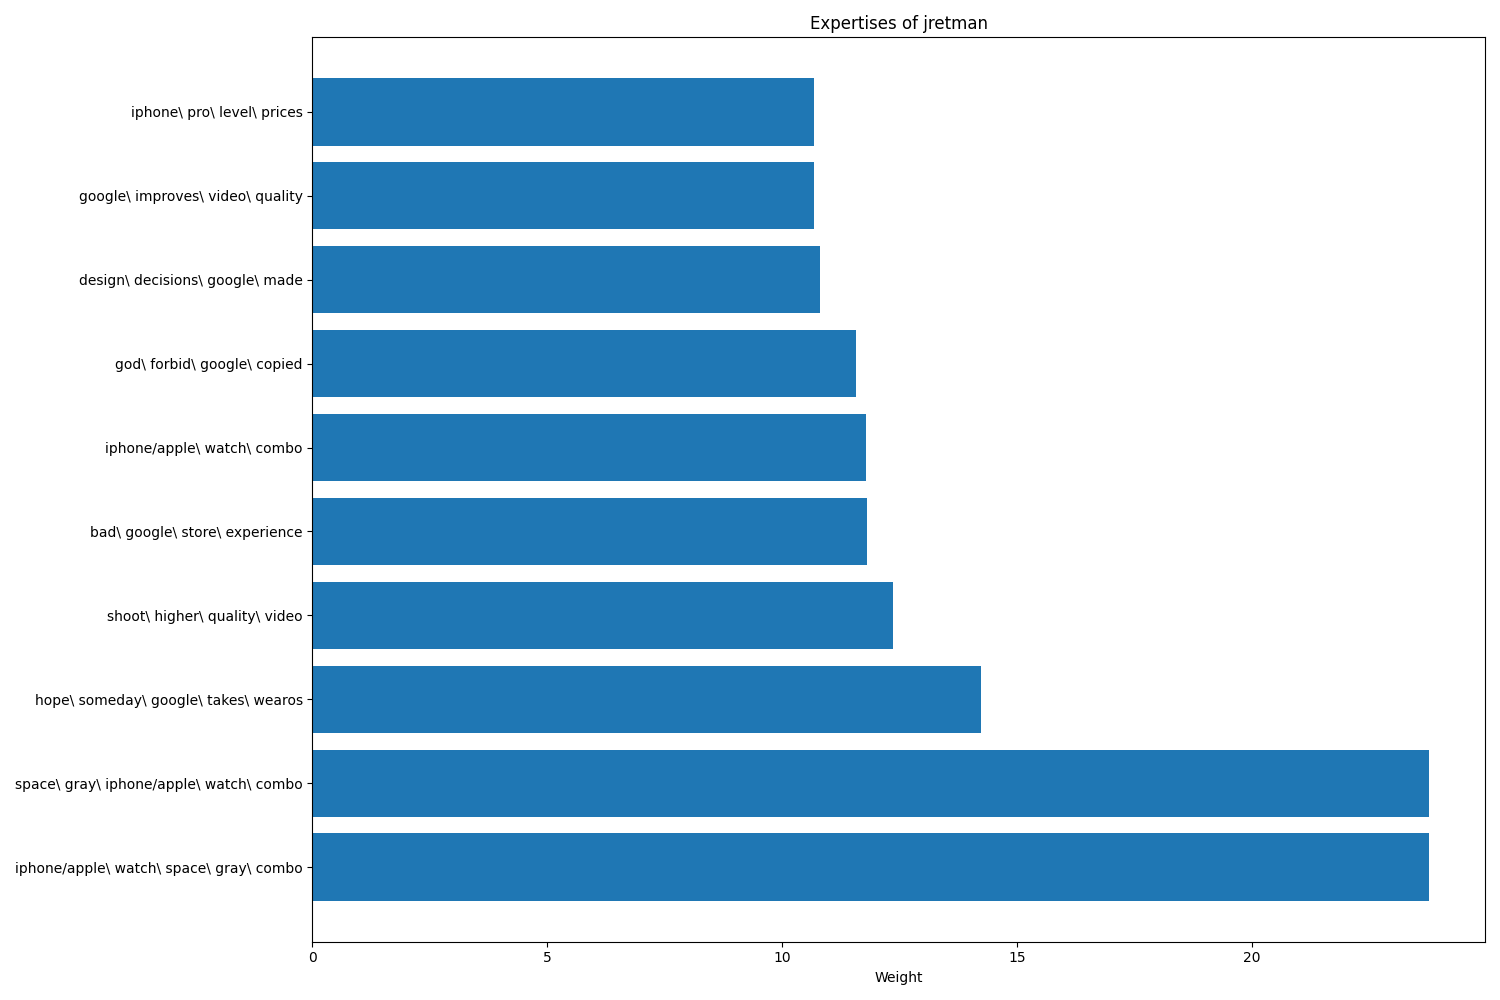 Expertises of jretman
iphone\ pro\ level\ prices
google\ improves\ video\ quality
design\ decisions\ google\ made
god\ forbid\ google\ copied
iphone/apple\ watch\ combo
bad\ google\ store\ experience
shoot\ higher\ quality\ video
hope\ someday\ google\ takes\ wearos
space\ gray\ iphone/apple\ watch\ combo
iphone/apple\ watch\ space\ gray\ combo
0 5 10 15 20
Weight